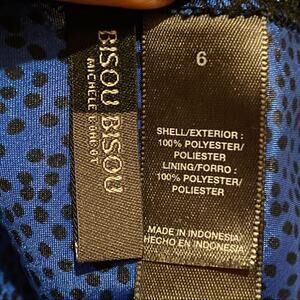 BISOU BISOU
MICHELE BOHBOT
6
SHELL/EXTERIOR :
100% POLYESTER/
POLIESTER
LINING/FORRO :
100% POLYESTER/
POLIESTER
MADE IN INDONESIA
HECHO EN INDONESIA